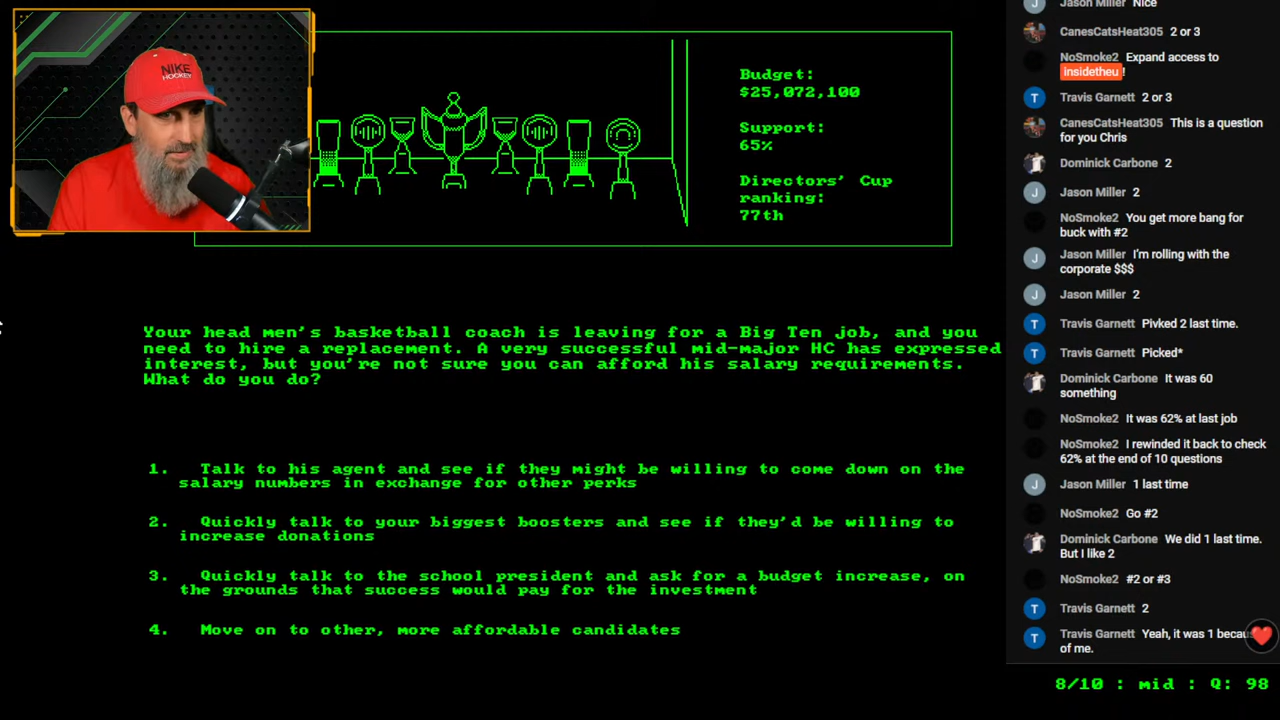 NIKE
HOCKEY
Budget:
$25,072,100
Support:
65%
Directors' Cup
ranking:
77th
Your head men's basketball coach is leaving for a Big Ten job, and you
need to hire a replacement. A very successful mid-major HC has expressed
interest, but you're not sure you can afford his salary requirements.
What do you do?
1. Talk to his agent and see if they might be willing to come down on the
salary numbers in exchange for other perks
2. Quickly talk to your biggest boosters and see if they'd be willing to
increase donations
3. Quickly talk to the school president and ask for a budget increase, on
the grounds that success would pay for the investment
4. Move on to other, more affordable candidates
J Jason Miller Nice
CanesCatsHeat305 2 or 3
NoSmoke2 Expand access to
insidetheu !
T Travis Garnett 2 or 3
CanesCatsHeat305 This is a question
for you Chris
Dominick Carbone 2
J Jason Miller 2
NoSmoke2 You get more bang for
buck with #2
J Jason Miller I'm rolling with the
corporate $$$
J Jason Miller 2
T Travis Garnett Pivked 2 last time.
T Travis Garnett Picked*
Dominick Carbone It was 60
something
NoSmoke2 It was 62% at last job
NoSmoke2 I rewinded it back to check
62% at the end of 10 questions
J Jason Miller 1 last time
NoSmoke2 Go #2
Dominick Carbone We did 1 last time.
But I like 2
NoSmoke2 #2 or #3
T Travis Garnett 2
T Travis Garnett Yeah, it was 1
of me.
8/10 : mid : Q: 98